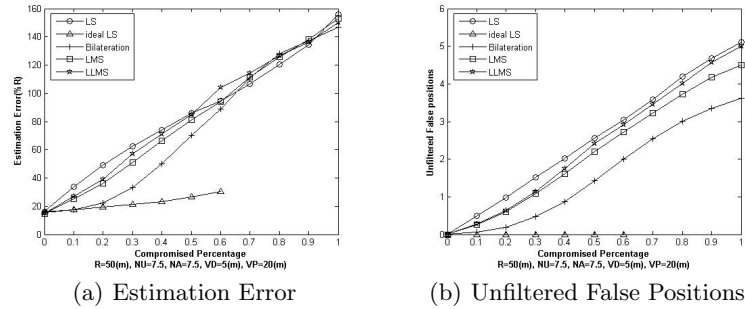 160
140
120
100
80
60
40
20
0
Estimation Error(%R)
LS
ideal LS
Bilateration
LMS
LLMS
0 0.1 0.2 0.3 0.4 0.5 0.6 0.7 0.8 0.9 1
Compromised Percentage
R=50(m), NU=7.5, NA=7.5, VD=5(m), VP=20(m)
(a) Estimation Error
6
5
4
3
2
1
0
Unfiltered False positions
LS
ideal LS
Bilateration
LMS
LLMS
0 0.1 0.2 0.3 0.4 0.5 0.6 0.7 0.8 0.9 1
Compromised Percentage
R=50(m), NU=7.5, NA=7.5, VD=5(m), VP=20(m)
(b) Unfiltered False Positions